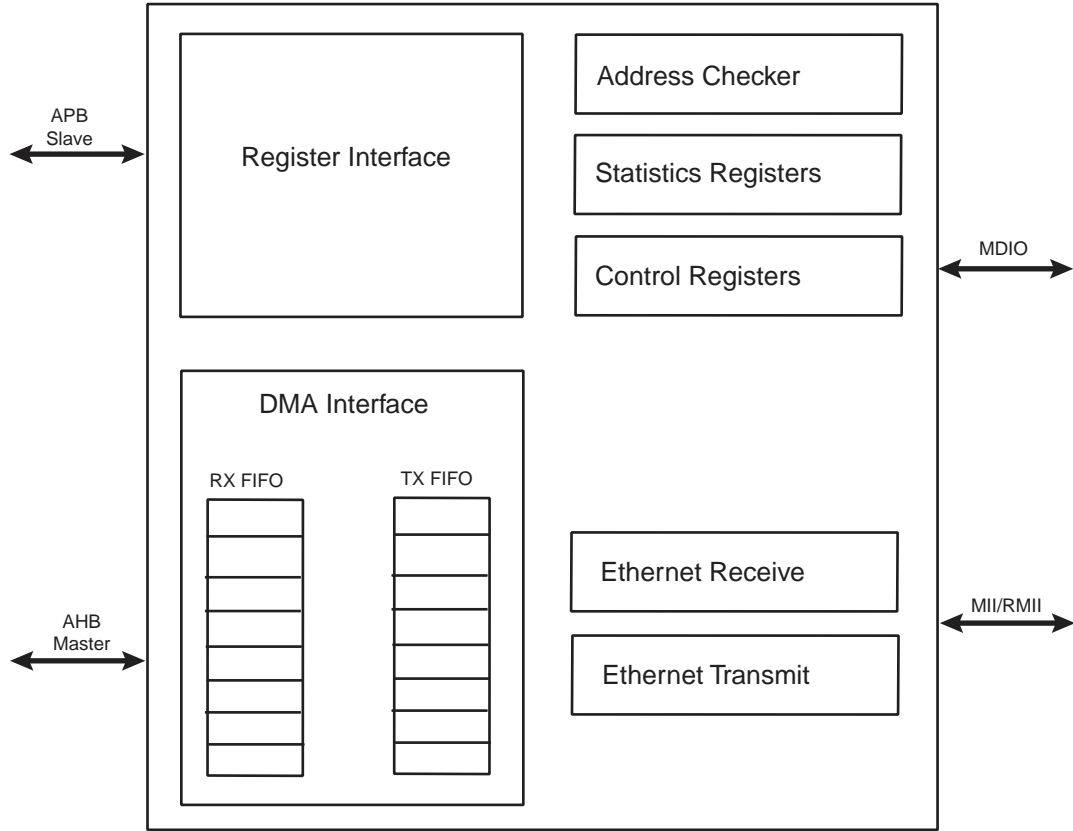 APB
Slave
Register Interface
Address Checker
Statistics Registers
Control Registers
MDIO
DMA Interface
RX FIFO
TX FIFO
AHB
Master
Ethernet Receive
Ethernet Transmit
MII/RMII